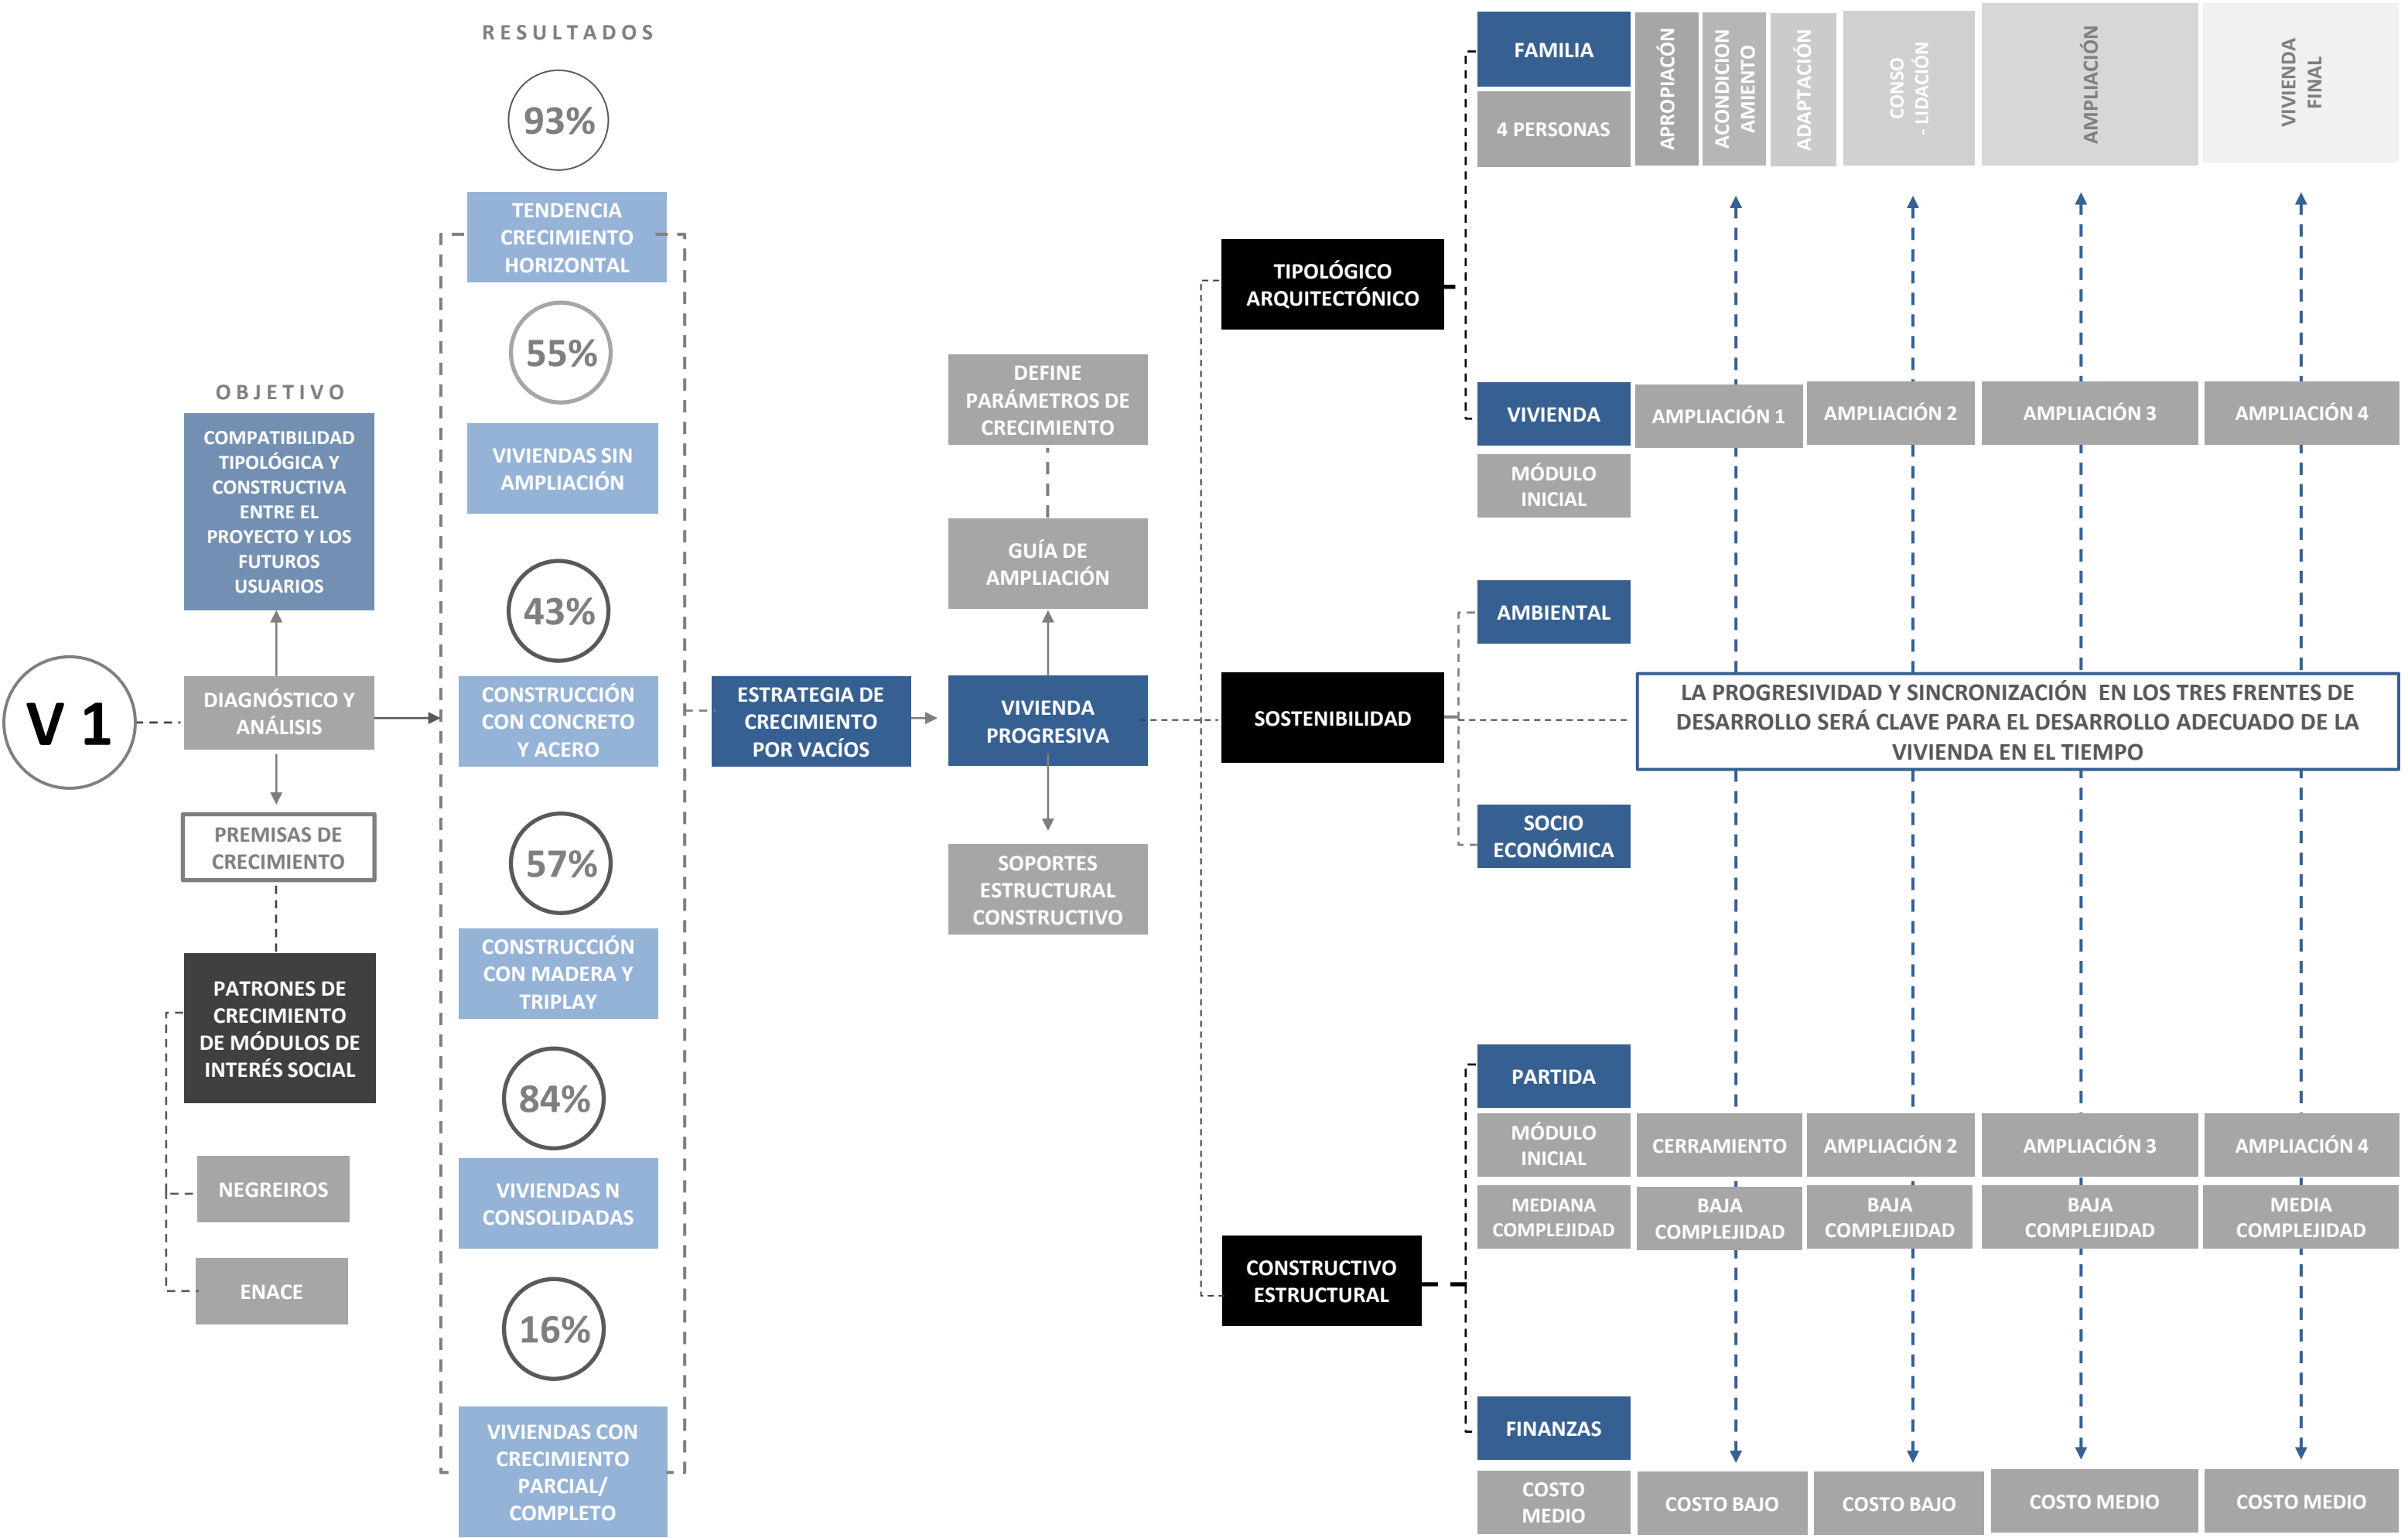 V 1
OBJETIVO
COMPATIBILIDAD
TIPOLÓGICA Y
CONSTRUCTIVA
ENTRE EL
PROYECTO Y LOS
FUTUROS
USUARIOS
DIAGNÓSTICO Y
ANÁLISIS
PREMISAS DE
CRECIMIENTO
PATRONES DE
CRECIMIENTO
DE MÓDULOS DE
INTERÉS SOCIAL
NEGREIROS
ENACE
RESULTADOS
93%
TENDENCIA
CRECIMIENTO
HORIZONTAL
55%
VIVIENDAS SIN
AMPLIACIÓN
43%
CONSTRUCCIÓN
CON CONCRETO
Y ACERO
57%
CONSTRUCCIÓN
CON MADERA Y
TRIPLAY
84%
VIVIENDAS N
CONSOLIDADAS
16%
VIVIENDAS CON
CRECIMIENTO
PARCIAL/
COMPLETO
ESTRATEGIA DE
CRECIMIENTO
POR VACÍOS
DEFINE
PARÁMETROS DE
CRECIMIENTO
GUÍA DE
AMPLIACIÓN
VIVIENDA
PROGRESIVA
SOPORTES
ESTRUCTURAL
CONSTRUCTIVO
TIPOLÓGICO
ARQUITECTÓNICO
SOSTENIBILIDAD
CONSTRUCTIVO
ESTRUCTURAL
FAMILIA
4 PERSONAS
APROPIACÓN
ACONDICION
AMIENTO
ADAPTACIÓN
CONSO
- LIDACIÓN
AMPLIACIÓN
VIVIENDA
FINAL
VIVIENDA
AMPLIACIÓN 1
AMPLIACIÓN 2
AMPLIACIÓN 3
AMPLIACIÓN 4
MÓDULO
INICIAL
AMBIENTAL
LA PROGRESIVIDAD Y SINCRONIZACIÓN EN LOS TRES FRENTES DE
DESARROLLO SERÁ CLAVE PARA EL DESARROLLO ADECUADO DE LA
VIVIENDA EN EL TIEMPO
SOCIO
ECONÓMICA
PARTIDA
MÓDULO
INICIAL
CERRAMIENTO
AMPLIACIÓN 2
AMPLIACIÓN 3
AMPLIACIÓN 4
MEDIANA
COMPLEJIDAD
BAJA
COMPLEJIDAD
BAJA
COMPLEJIDAD
BAJA
COMPLEJIDAD
MEDIA
COMPLEJIDAD
FINANZAS
COSTO
MEDIO
COSTO BAJO
COSTO BAJO
COSTO MEDIO
COSTO MEDIO